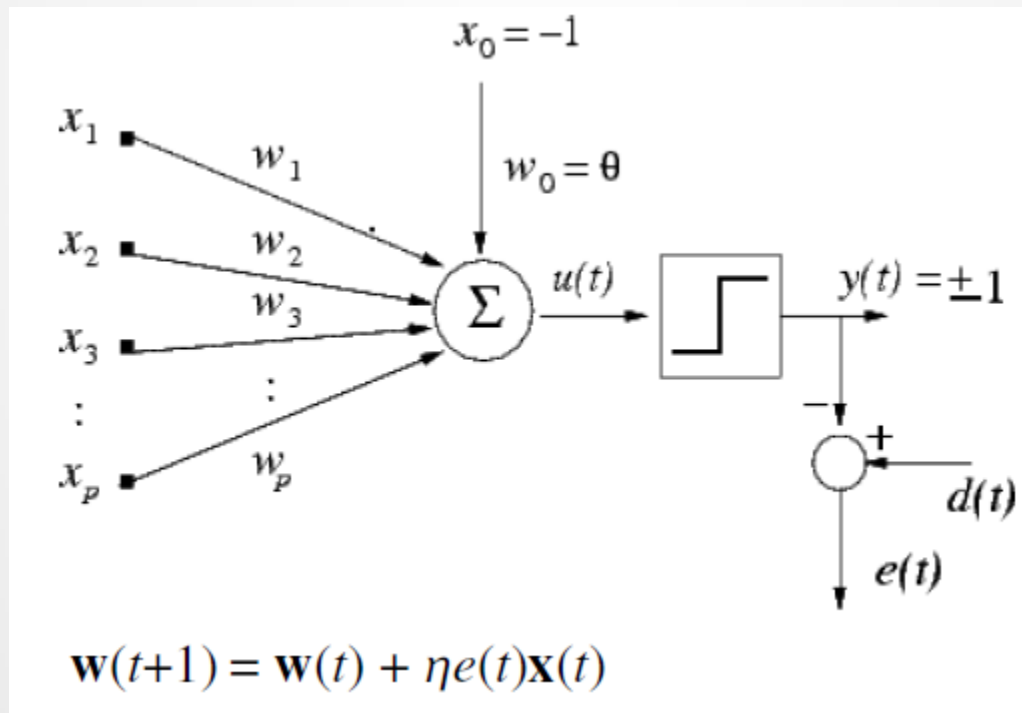 x₀ = −1
x₁
w₁
w₀ = θ
x₂
w₂
w₃
Σ
u(t)
y(t) = ±1
x₃
⋮
⋮
−
+
x_p
w_p
d(t)
e(t)
w(t+1) = w(t) + ηe(t)x(t)